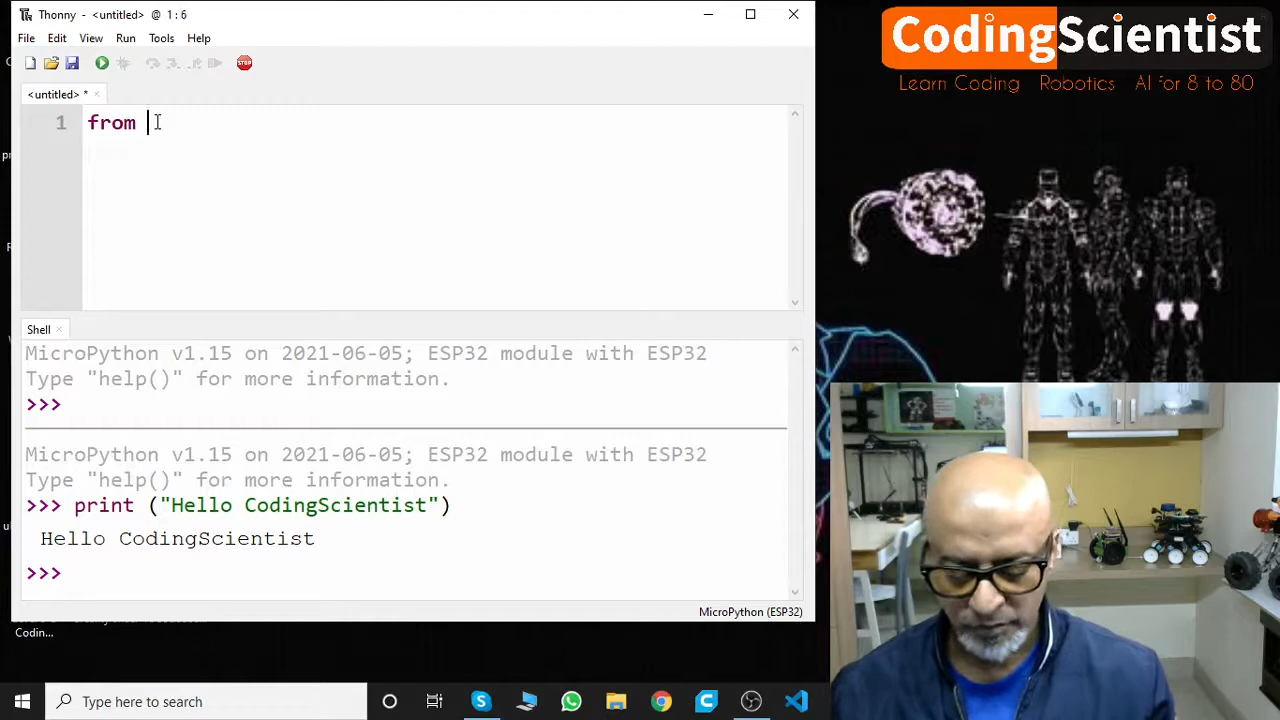 Thonny - <untitled> @ 1:6
File Edit View Run Tools Help
STOP
<untitled> *
1 from
Shell
MicroPython v1.15 on 2021-06-05; ESP32 module with ESP32
Type "help()" for more information.
>>>
MicroPython v1.15 on 2021-06-05; ESP32 module with ESP32
Type "help()" for more information.
>>> print ("Hello CodingScientist")
Hello CodingScientist
>>>
MicroPython (ESP32)
Codin...
Type here to search
CodingScientist
Learn Coding Robotics AI for 8 to 80